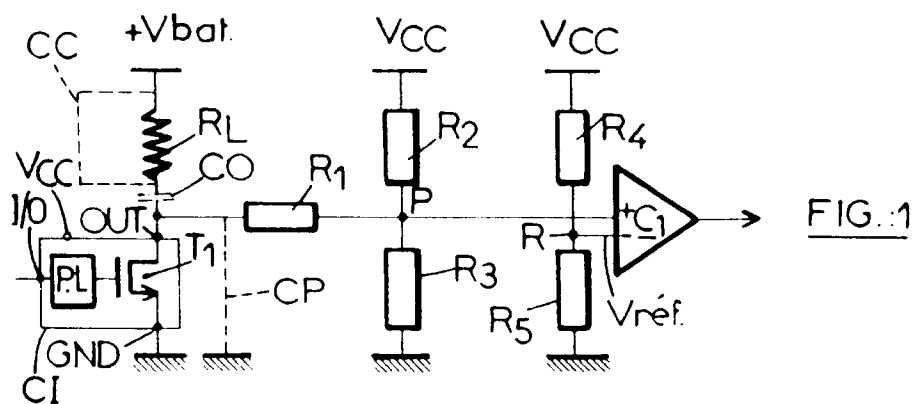 +Vbat.
VCC
VCC
CC
RL
CO
R2
R4
VCC
R1
I/O
OUT
P
+
C1
FIG.:1
R
T1
P.L
R3
CP
R5
Vréf.
GND
CI